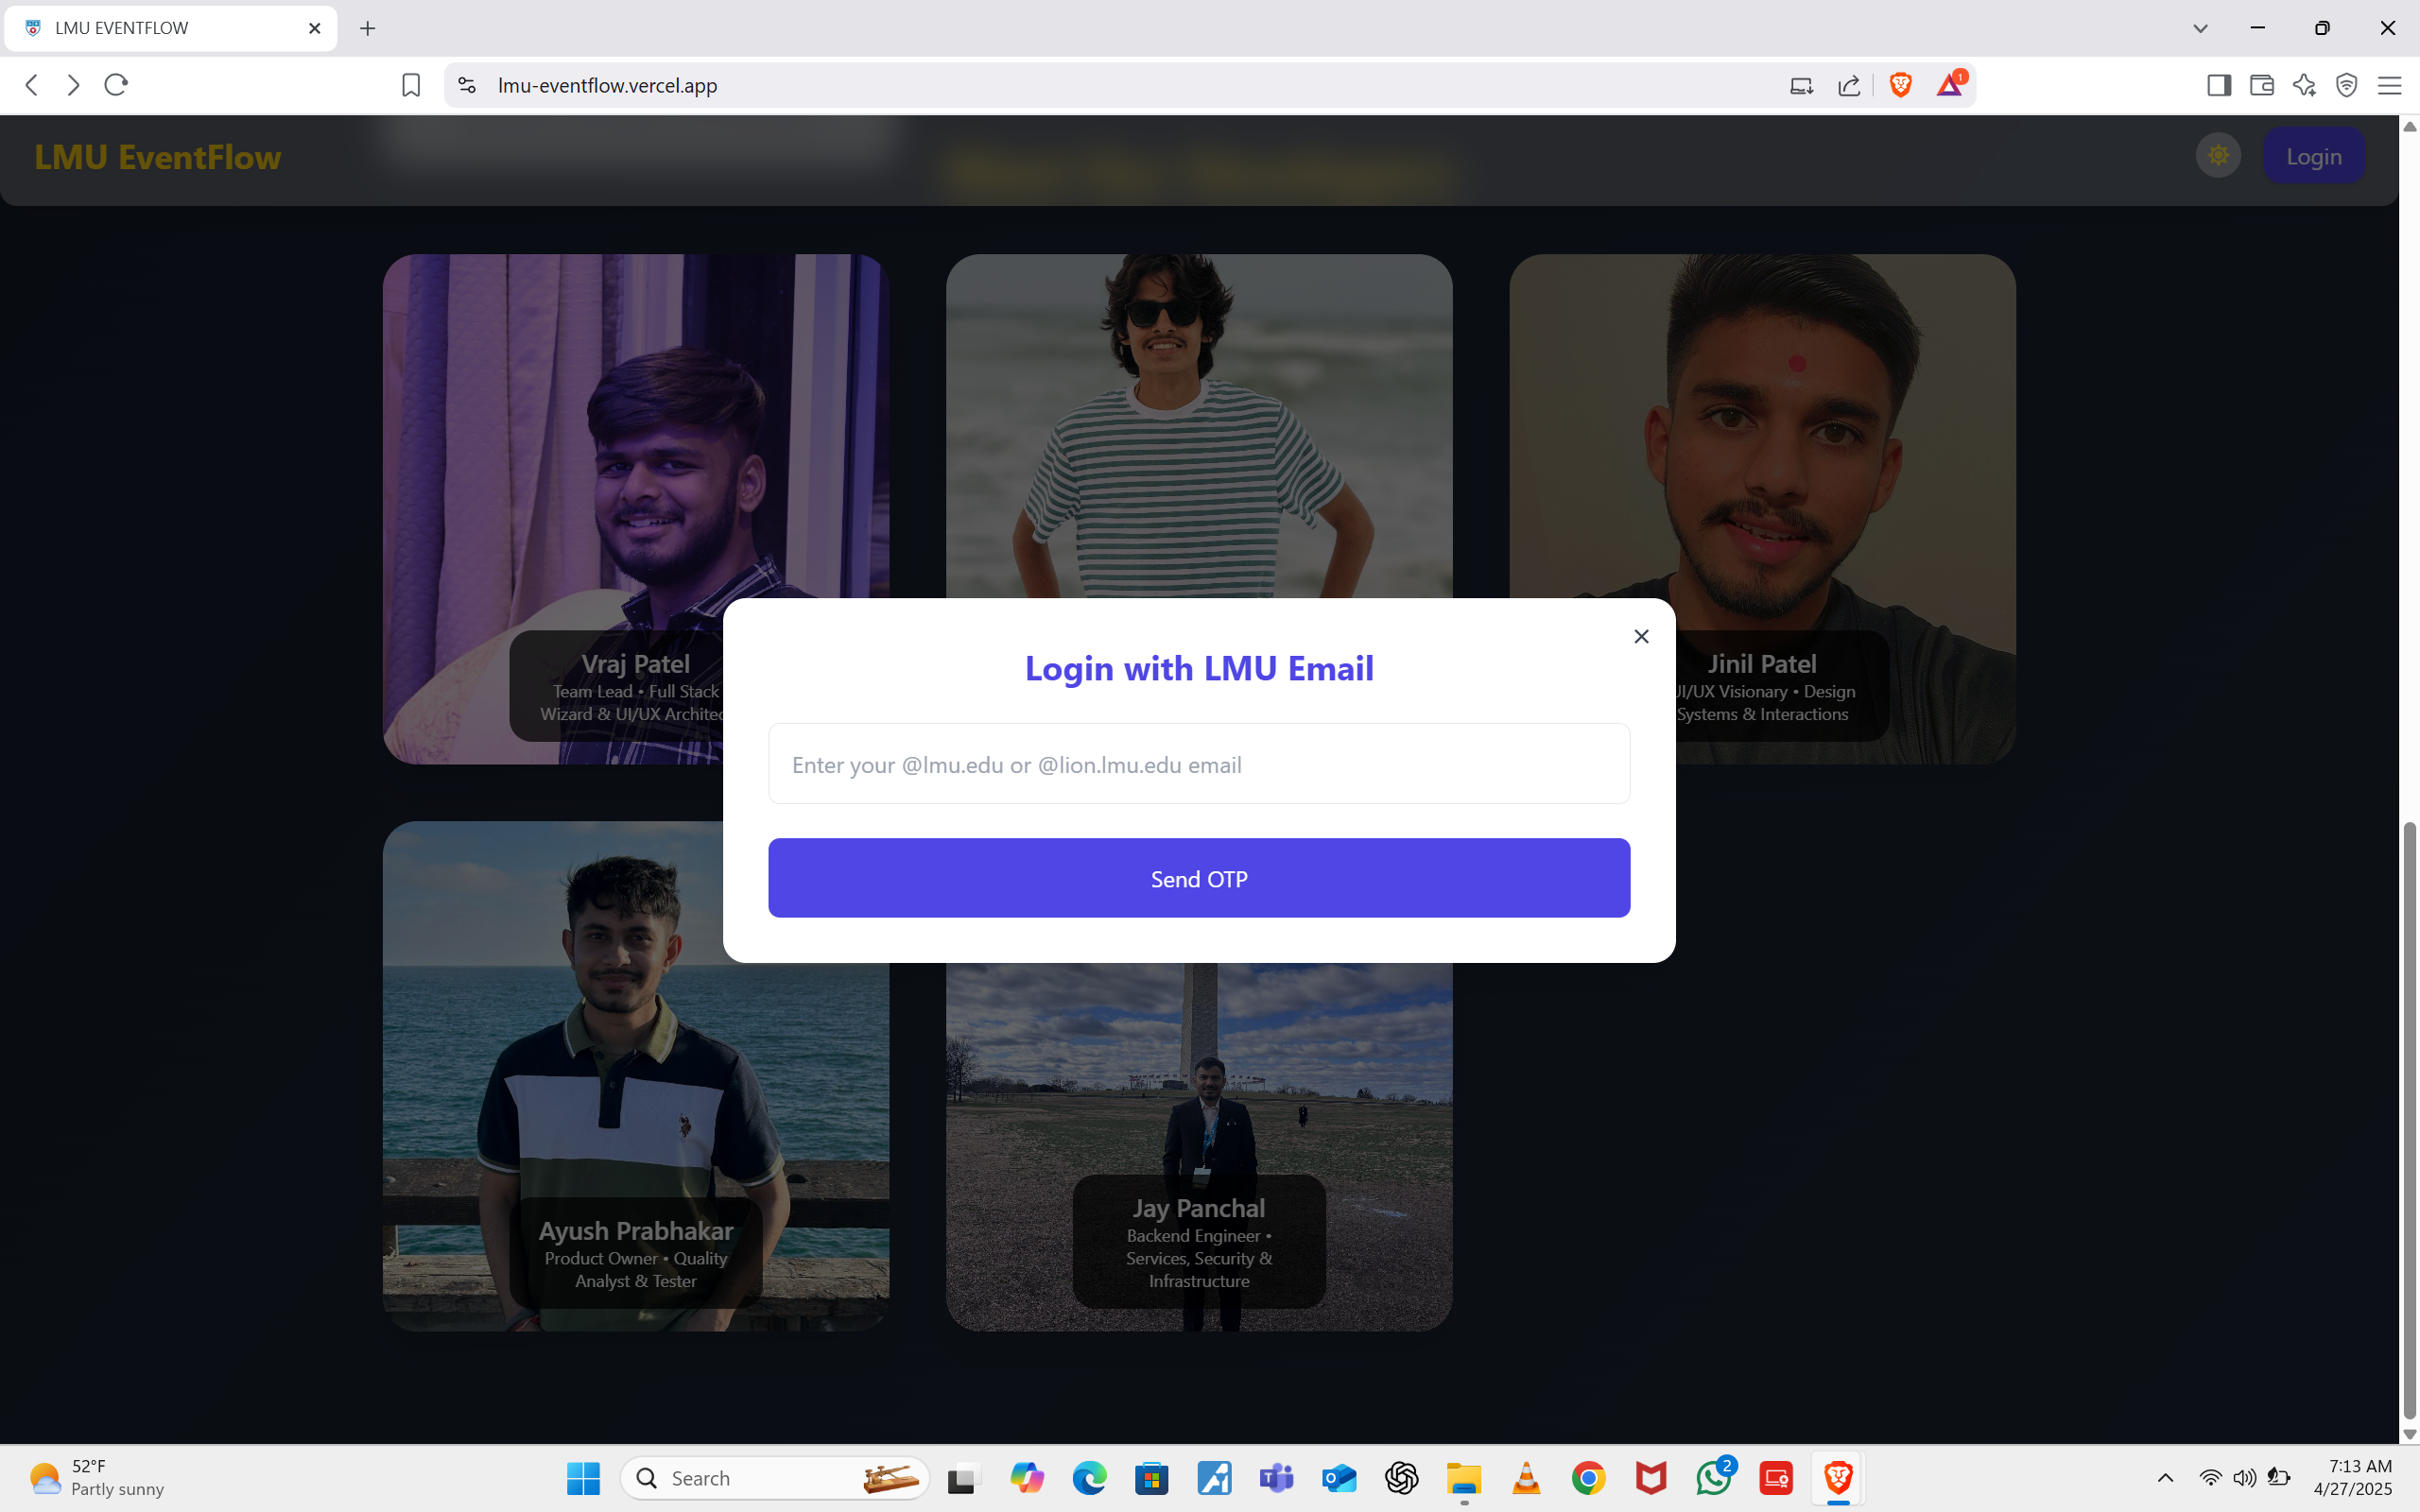 LMU EVENTFLOW
lmu-eventflow.vercel.app
1
LMU EventFlow
Login
Vraj Patel
Team Lead • Full Stack
Wizard & UI/UX
Jinil Patel
Visionary • Design
Systems & Interactions
Login with LMU Email
Enter your @lmu.edu or @lion.lmu.edu email
Send OTP
Ayush Prabhakar
Product Owner • Quality
Analyst & Tester
Jay Panchal
Backend Engineer •
Services, Security &
Infrastructure
52°F
Partly sunny
Search
2
7:13 AM
4/27/2025